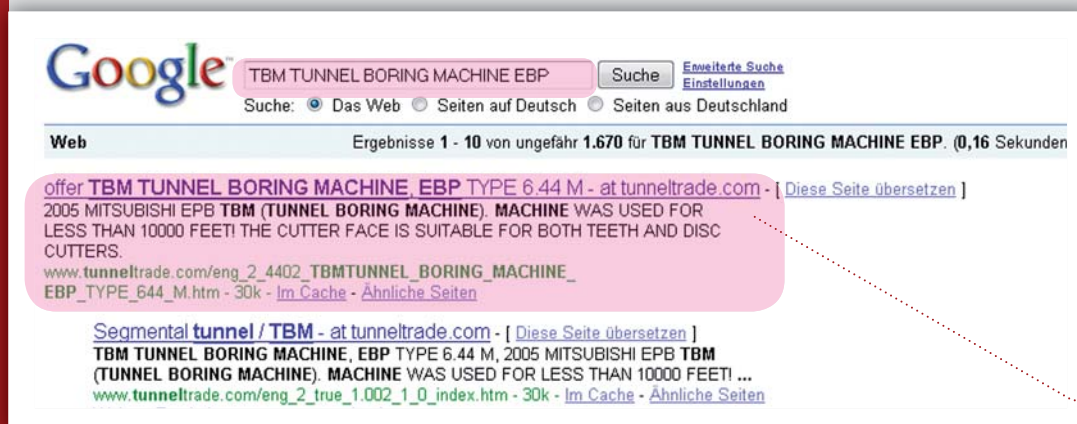 Google™ TBM TUNNEL BORING MACHINE EBP Suche Erweiterte Suche
Einstellungen
Suche: Das Web Seiten auf Deutsch Seiten aus Deutschland
Web Ergebnisse 1 - 10 von ungefähr 1.670 für TBM TUNNEL BORING MACHINE EBP. (0,16 Sekunden
offer TBM TUNNEL BORING MACHINE, EBP TYPE 6.44 M - at tunneltrade.com - [ Diese Seite übersetzen ]
2005 MITSUBISHI EPB TBM (TUNNEL BORING MACHINE). MACHINE WAS USED FOR
LESS THAN 10000 FEET! THE CUTTER FACE IS SUITABLE FOR BOTH TEETH AND DISC
CUTTERS.
www.tunneltrade.com/eng_2_4402_TBMTUNNEL_BORING_MACHINE_
EBP_TYPE_644_M.htm - 30k - Im Cache - Ähnliche Seiten
Segmental tunnel / TBM - at tunneltrade.com - [ Diese Seite übersetzen ]
TBM TUNNEL BORING MACHINE, EBP TYPE 6.44 M, 2005 MITSUBISHI EPB TBM
(TUNNEL BORING MACHINE). MACHINE WAS USED FOR LESS THAN 10000 FEET! ...
www.tunneltrade.com/eng_2_true_1.002_1_0_index.htm - 30k - Im Cache - Ähnliche Seiten